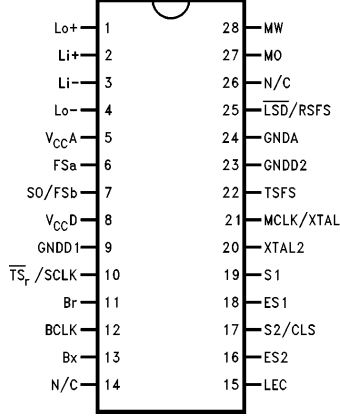 Lo+ 1 28 MW
Li+ 2 27 MO
Li- 3 26 N/C
Lo- 4 25 L̅S̅D̅/RSFS
VCCA 5 24 GNDA
FSa 6 23 GNDD2
SO/FSb 7 22 TSFS
VCCD 8 21 MCLK/XTAL
GNDD1 9 20 XTAL2
T̅S̅r /SCLK 10 19 S1
Br 11 18 ES1
BCLK 12 17 S2/CLS
Bx 13 16 ES2
N/C 14 15 LEC